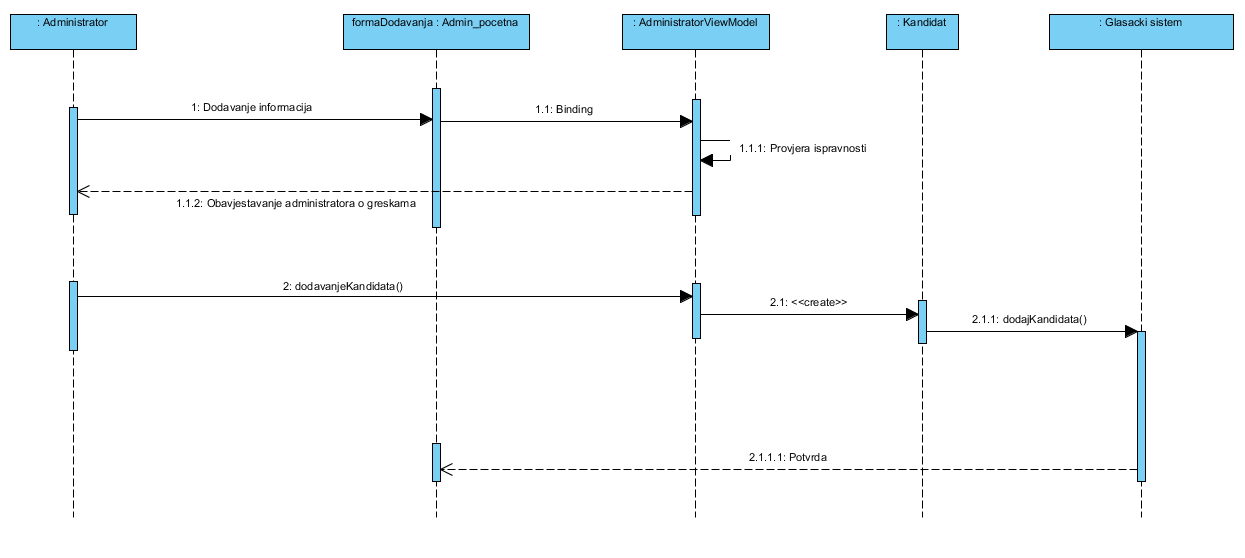 : Administrator
formaDodavanja : Admin_pocetna
: AdministratorViewModel
: Kandidat
: Glasacki sistem
1: Dodavanje informacija
1.1: Binding
1.1.1: Provjera ispravnosti
1.1.2: Obavjestavanje administratora o greskama
2: dodavanjeKandidata()
2.1: <<create>>
2.1.1: dodajKandidata()
2.1.1.1: Potvrda